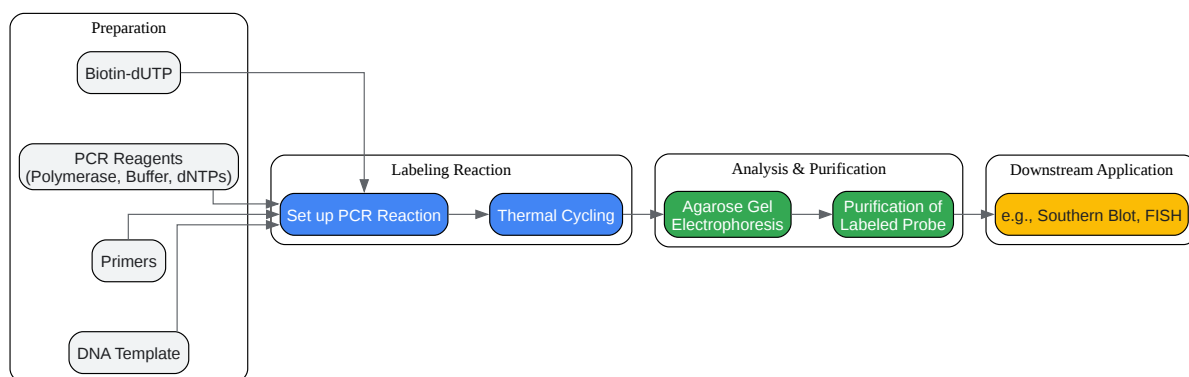 Preparation
Biotin-dUTP
PCR Reagents
(Polymerase, Buffer, dNTPs)
Primers
DNA Template
Labeling Reaction
Set up PCR Reaction
Thermal Cycling
Analysis & Purification
Agarose Gel
Electrophoresis
Purification of
Labeled Probe
Downstream Application
e.g., Southern Blot, FISH